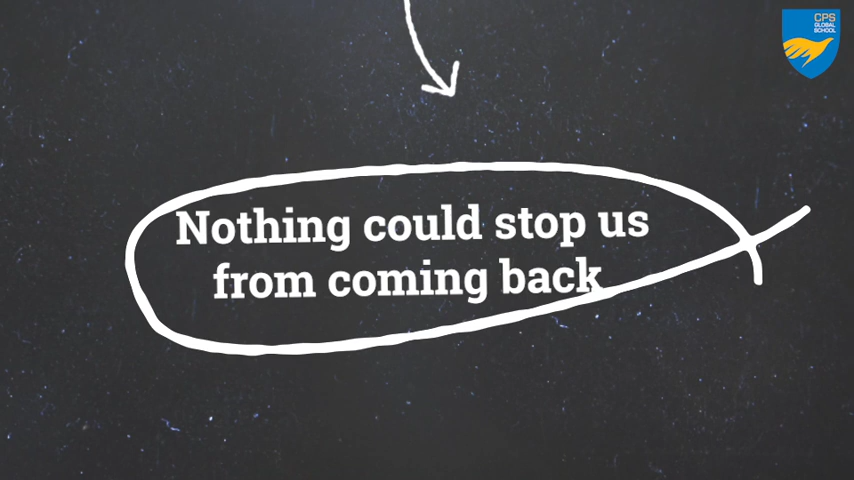 CPS
GLOBAL
SCHOOL
Nothing could stop us
from coming back